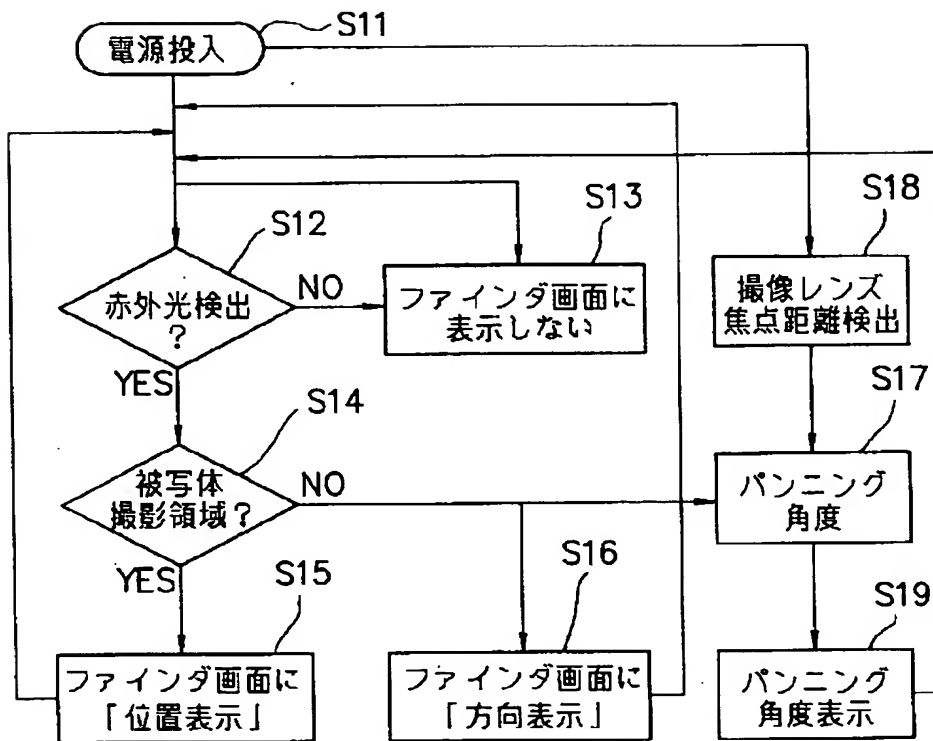 S11
電源投入
S12
赤外光検出
?
NO
YES
S13
ファインダ画面に
表示しない
S18
撮像レンズ
焦点距離検出
S14
被写体
撮影領域?
NO
YES
S17
パンニング
角度
S15
ファインダ画面に
「位置表示」
S16
ファインダ画面に
「方向表示」
S19
パンニング
角度表示